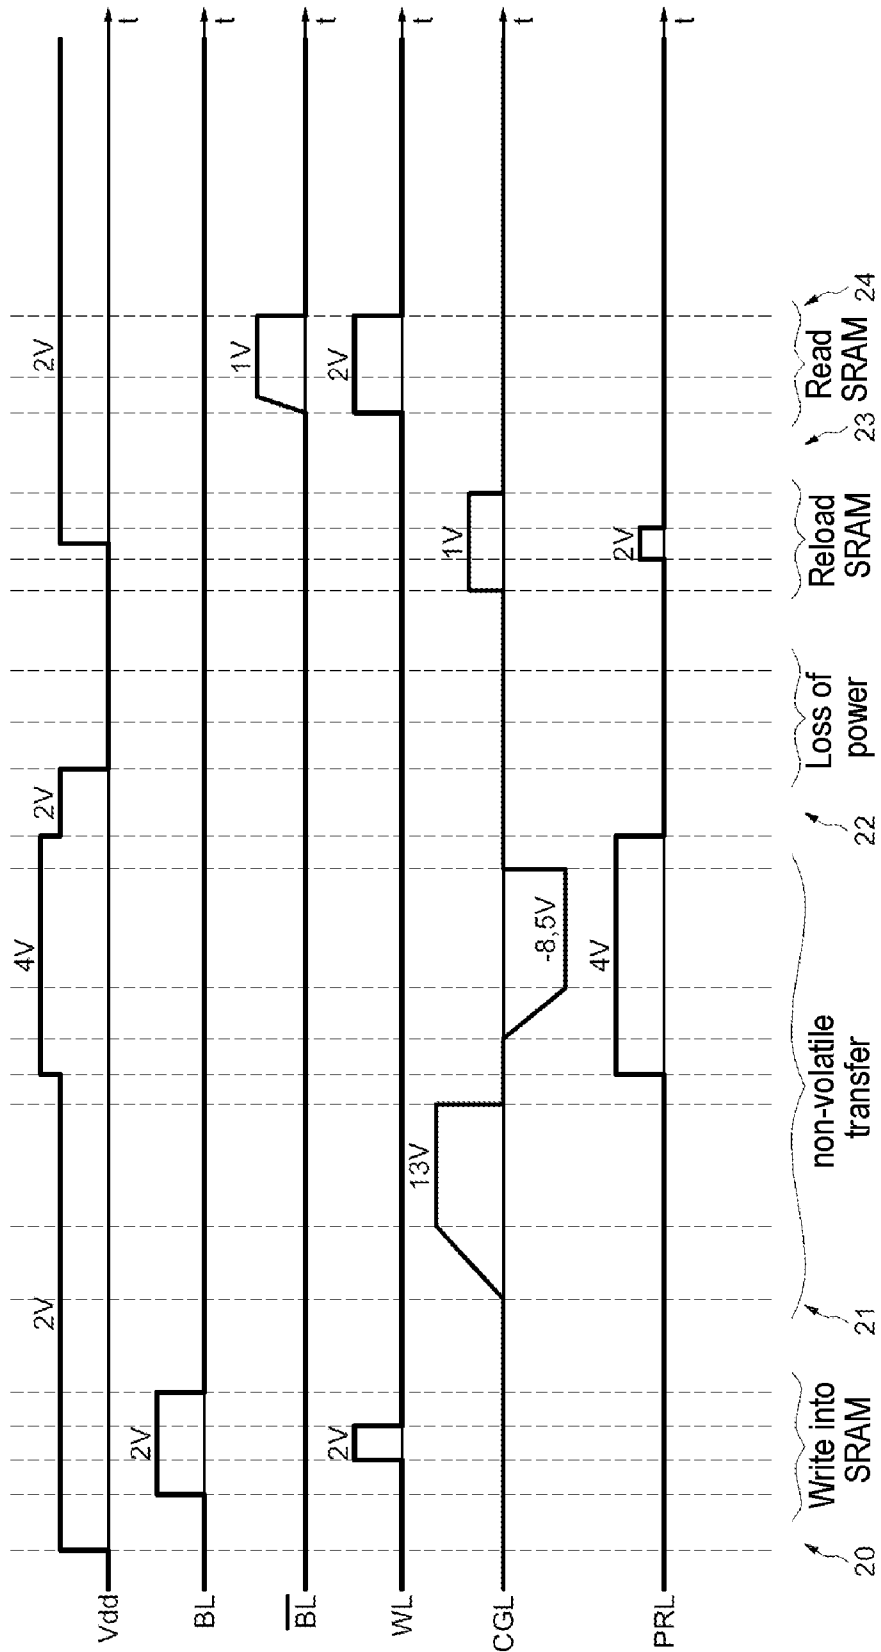 Vdd
2V
4V
2V
2V
t
BL
2V
t
BL
1V
t
WL
2V
2V
t
CGL
13V
-8,5V
1V
t
PRL
4V
2V
t
Write into
SRAM
non-volatile
transfer
Loss of
power
Reload
SRAM
Read
SRAM
20
21
22
23
24